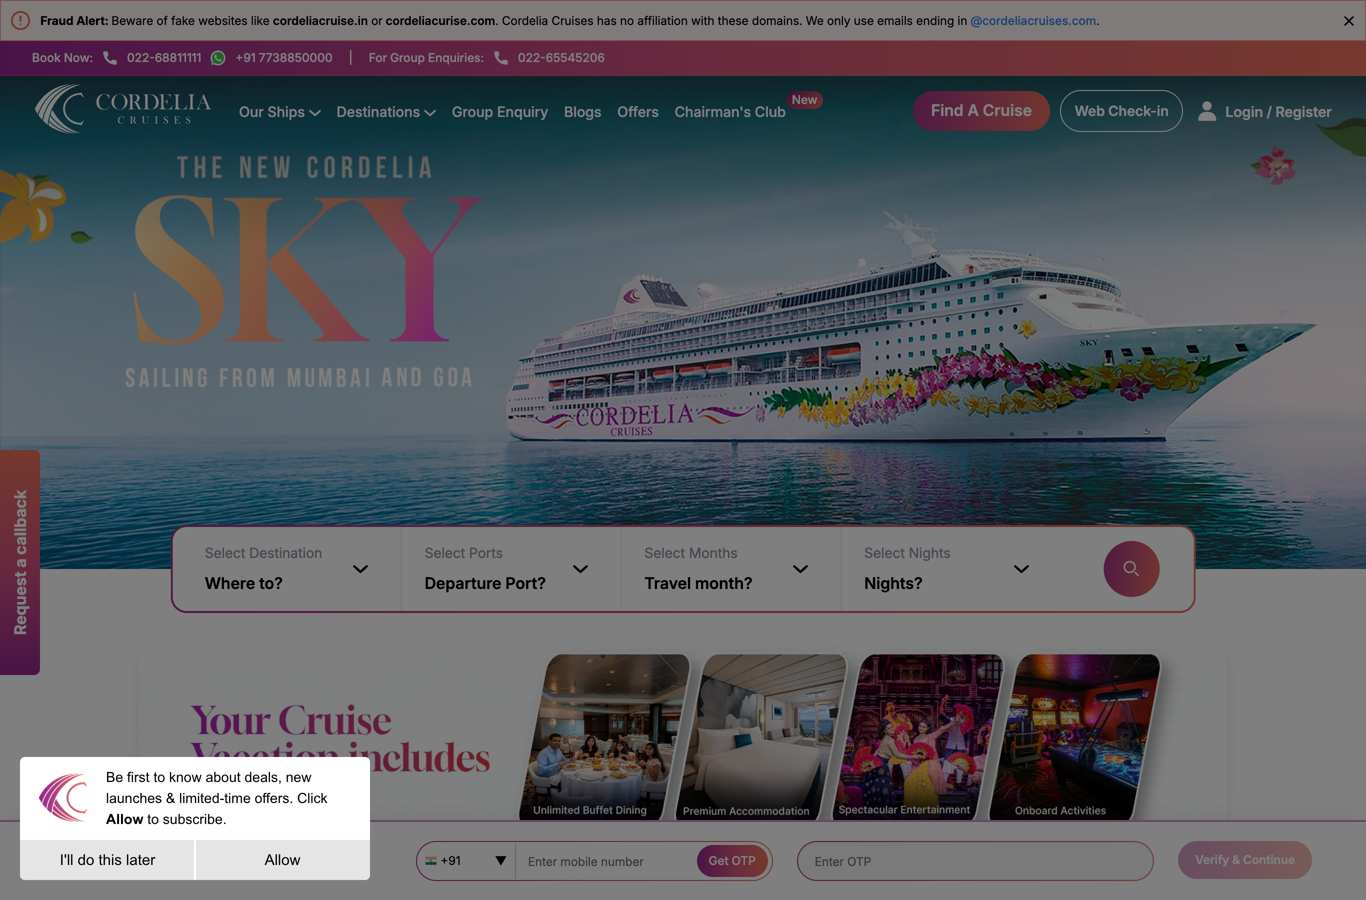 Fraud Alert: Beware of fake websites like cordeliacruise.in or cordeliacurise.com. Cordelia Cruises has no affiliation with these domains. We only use emails ending in @cordeliacruises.com.
Book Now: 022-68811111 +91 7738850000 | For Group Enquiries: 022-65545206
CORDELIA
CRUISES
Our Ships
Destinations
Group Enquiry
Blogs
Offers
Chairman's Club
New
Find A Cruise
Web Check-in
Login / Register
THE NEW CORDELIA
SKY
SAILING FROM MUMBAI AND GOA
SKY
CORDELIA
CRUISES
Request a callback
Select Destination
Where to?
Select Ports
Departure Port?
Select Months
Travel month?
Select Nights
Nights?
Your Cruise
Vacation includes
Unlimited Buffet Dining
Premium Accommodation
Spectacular Entertainment
Onboard Activities
Be first to know about deals, new
launches & limited-time offers. Click
Allow to subscribe.
I'll do this later
Allow
+91
Enter mobile number
Get OTP
Enter OTP
Verify & Continue